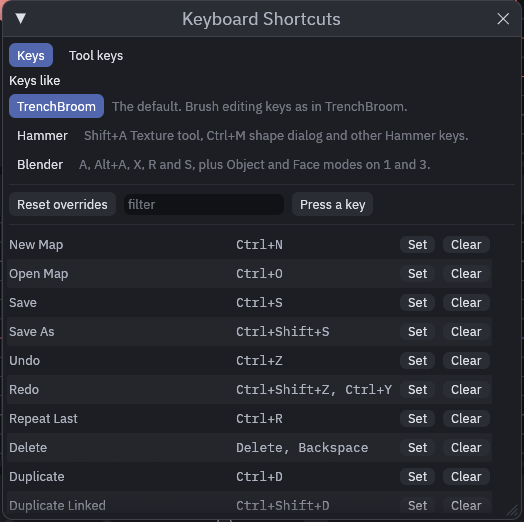 ▼ Keyboard Shortcuts ×
Keys Tool keys
Keys like
TrenchBroom The default. Brush editing keys as in TrenchBroom.
Hammer Shift+A Texture tool, Ctrl+M shape dialog and other Hammer keys.
Blender A, Alt+A, X, R and S, plus Object and Face modes on 1 and 3.
Reset overrides filter Press a key
New Map Ctrl+N Set Clear
Open Map Ctrl+O Set Clear
Save Ctrl+S Set Clear
Save As Ctrl+Shift+S Set Clear
Undo Ctrl+Z Set Clear
Redo Ctrl+Shift+Z, Ctrl+Y Set Clear
Repeat Last Ctrl+R Set Clear
Delete Delete, Backspace Set Clear
Duplicate Ctrl+D Set Clear
Duplicate Linked Ctrl+Shift+D Set Clear